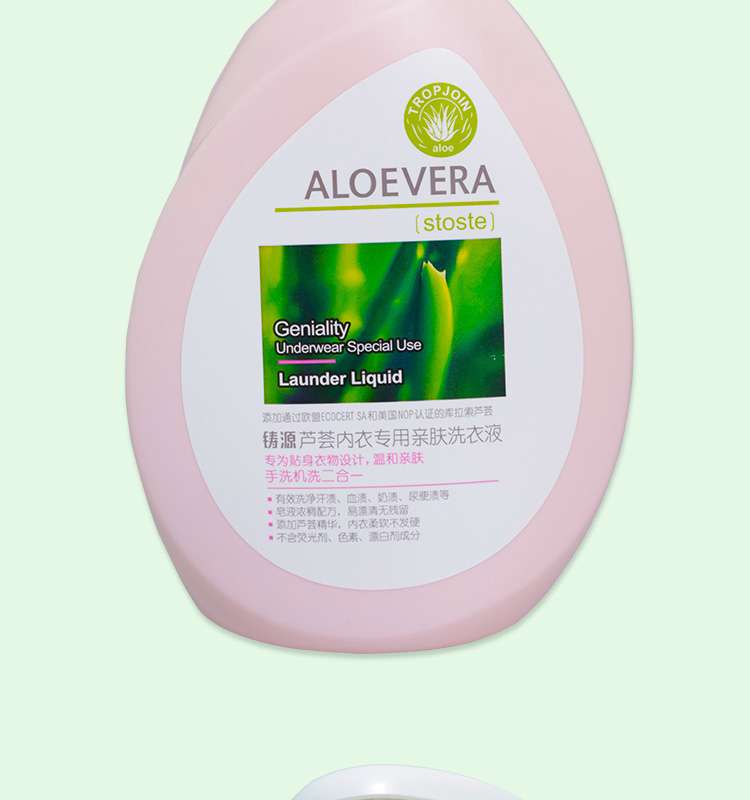 TROPJOIN
aloe
ALOEVERA
[stoste]
Geniality
Underwear Special Use
Launder Liquid
添加通过欧盟ECOCERT SA和美国NOP认证的库拉索芦荟
铸源芦荟内衣专用亲肤洗衣液
专为贴身衣物设计，温和亲肤
手洗机洗二合一
▪有效洗净汗渍、血渍、奶渍、尿便渍等
▪皂液浓稠配方，易漂清无残留
▪添加芦荟精华，内衣柔软不发硬
▪不含荧光剂、色素、漂白剂成分